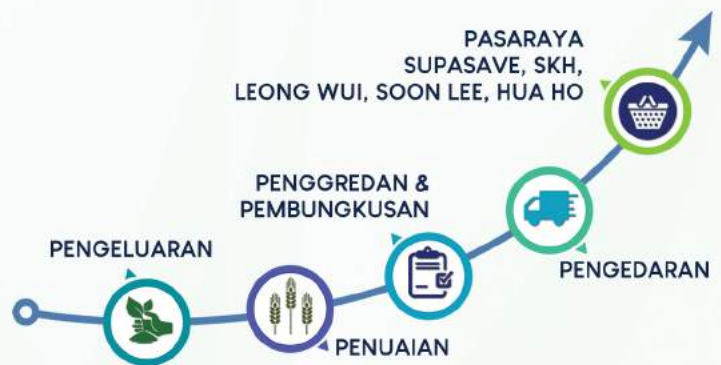 PASARAYA
SUPASAVE, SKH,
LEONG WUI, SOON LEE, HUA HO
PENGGREDAN &
PEMBUNGKUSAN
PENGELUARAN
PENGEDARAN
PENUAIAN